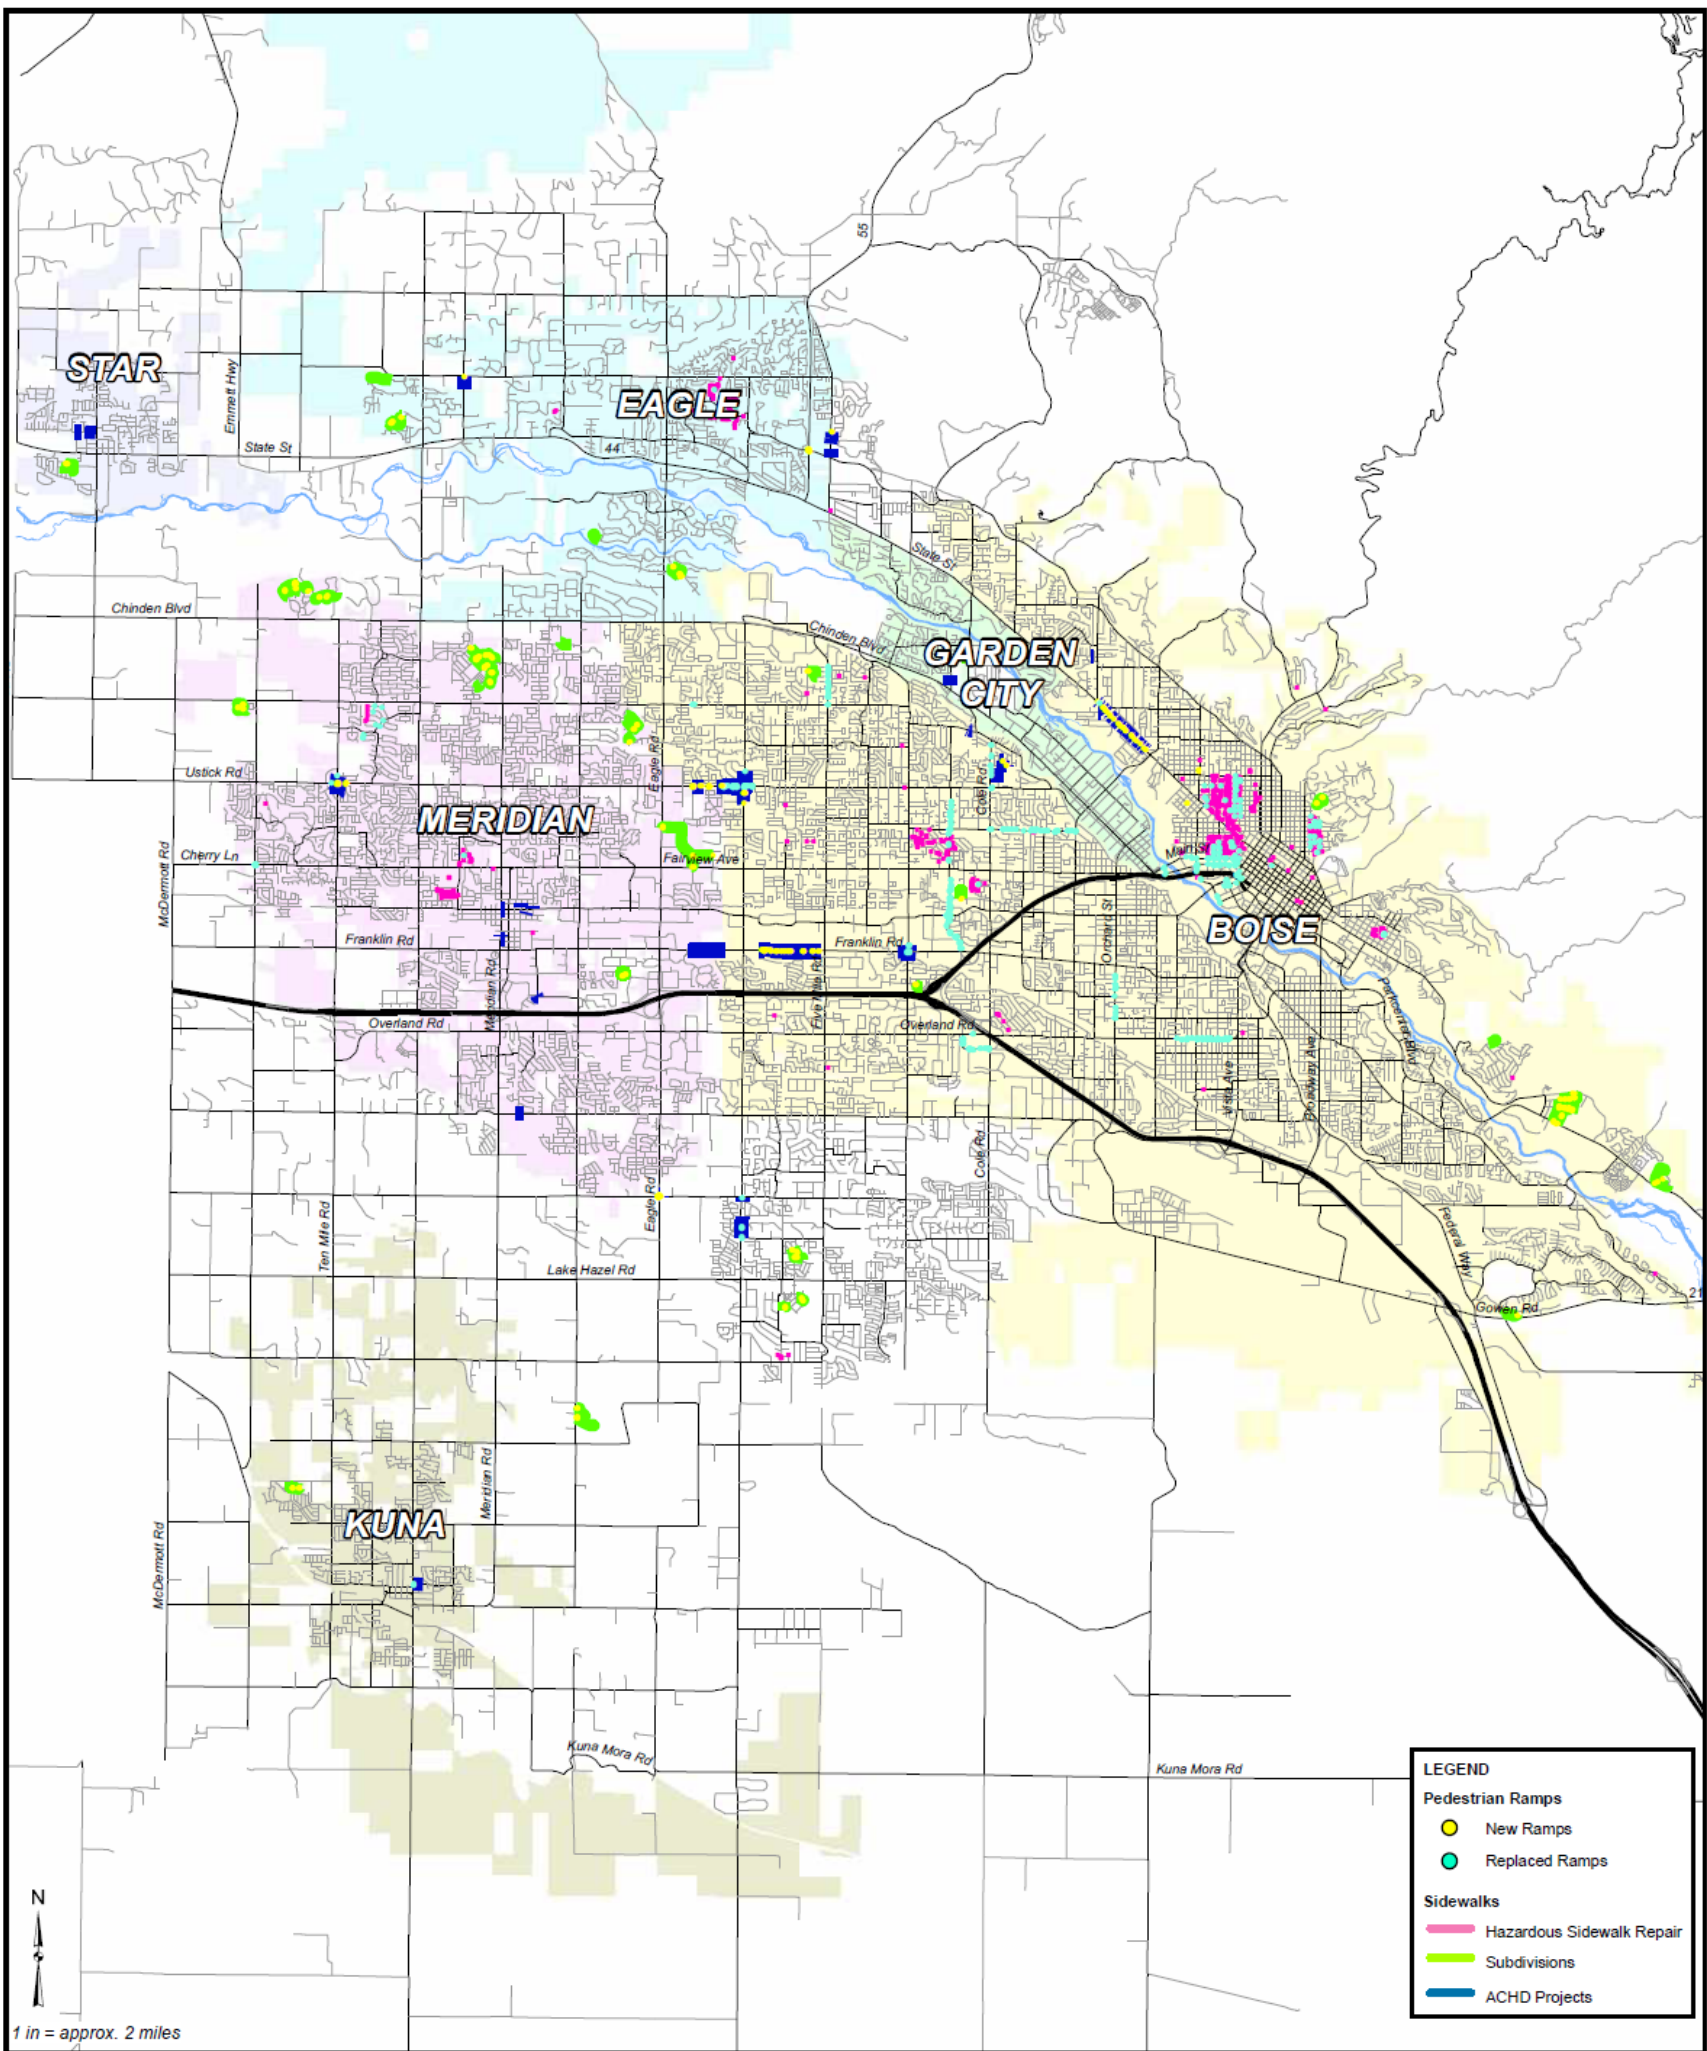 55
STAR
Emmett Hwy
EAGLE
State St
44
State St
Chinden Blvd
Chinden Blvd
GARDEN
CITY
Eagle Rd
Ustick Rd
Cole Rd
MERIDIAN
Cherry Ln
Fairview Ave
Main St
McDermott Rd
Orchard St
BOISE
Franklin Rd
Franklin Rd
Meridian Rd
Five Mile Rd
Parkcenter Blvd
Overland Rd
Overland Rd
Vista Ave
Broadway Ave
Cole Rd
Eagle Rd
Ten Mile Rd
Federal Way
Lake Hazel Rd
21
Gowen Rd
Meridian Rd
KUNA
McDermott Rd
Kuna Mora Rd
Kuna Mora Rd
LEGEND
Pedestrian Ramps
New Ramps
Replaced Ramps
Sidewalks
Hazardous Sidewalk Repair
Subdivisions
ACHD Projects
N
1 in = approx. 2 miles